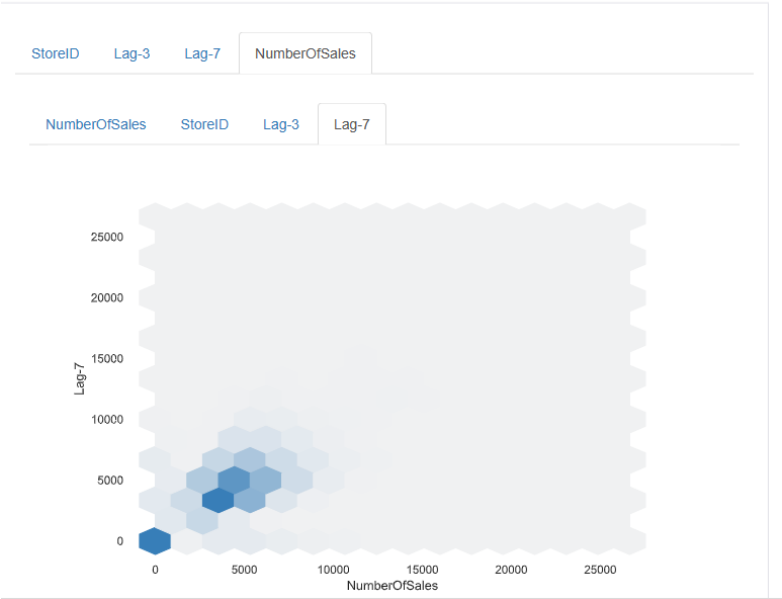 StoreID Lag-3 Lag-7 NumberOfSales
NumberOfSales StoreID Lag-3 Lag-7
25000
20000
15000
10000
5000
0
Lag-7
0 5000 10000 15000 20000 25000
NumberOfSales